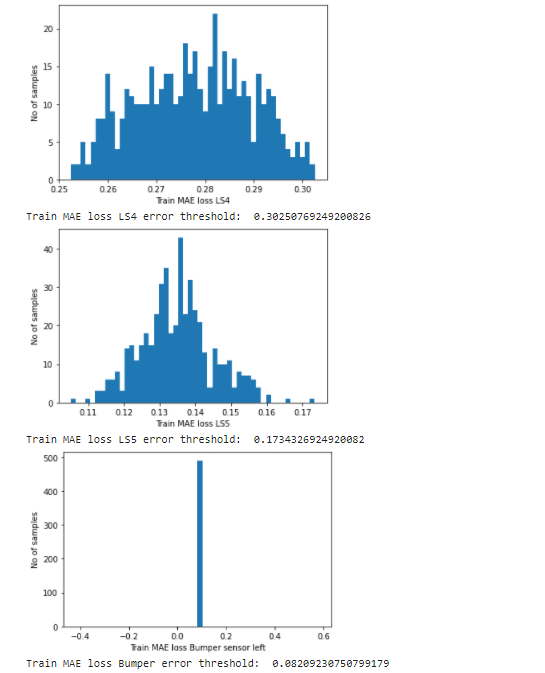 No of samples
20
15
10
5
0
0.25 0.26 0.27 0.28 0.29 0.30
Train MAE loss LS4
Train MAE loss LS4 error threshold: 0.30250769249200826
No of samples
40
30
20
10
0
0.11 0.12 0.13 0.14 0.15 0.16 0.17
Train MAE loss LS5
Train MAE loss LS5 error threshold: 0.1734326924920082
No of samples
500
400
300
200
100
0
−0.4 −0.2 0.0 0.2 0.4 0.6
Train MAE loss Bumper sensor left
Train MAE loss Bumper error threshold: 0.08209230750799179